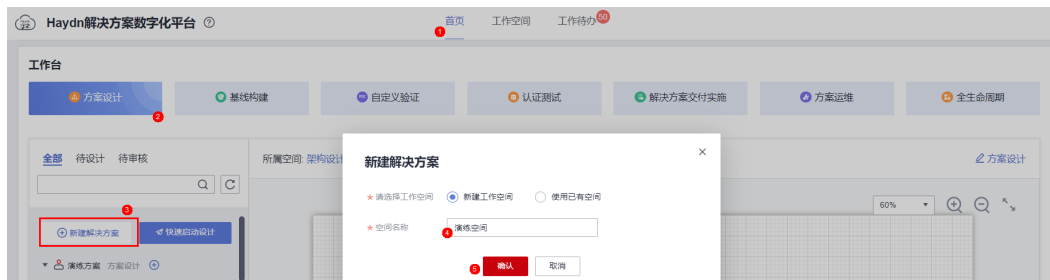 Haydn解决方案数字化平台 ?
首页 工作空间 工作待办 50
1
工作台
方案设计 基线构建 自定义验证 认证测试 解决方案交付实施 方案运维 全生命周期
2
全部 待设计 待审核
所属空间: 架构设计
方案设计
新建解决方案
* 请选择工作空间 新建工作空间 使用已有空间
3
60%
新建解决方案 快速启动设计
* 空间名称 4 演练空间
演练方案 方案设计
5 确认 取消